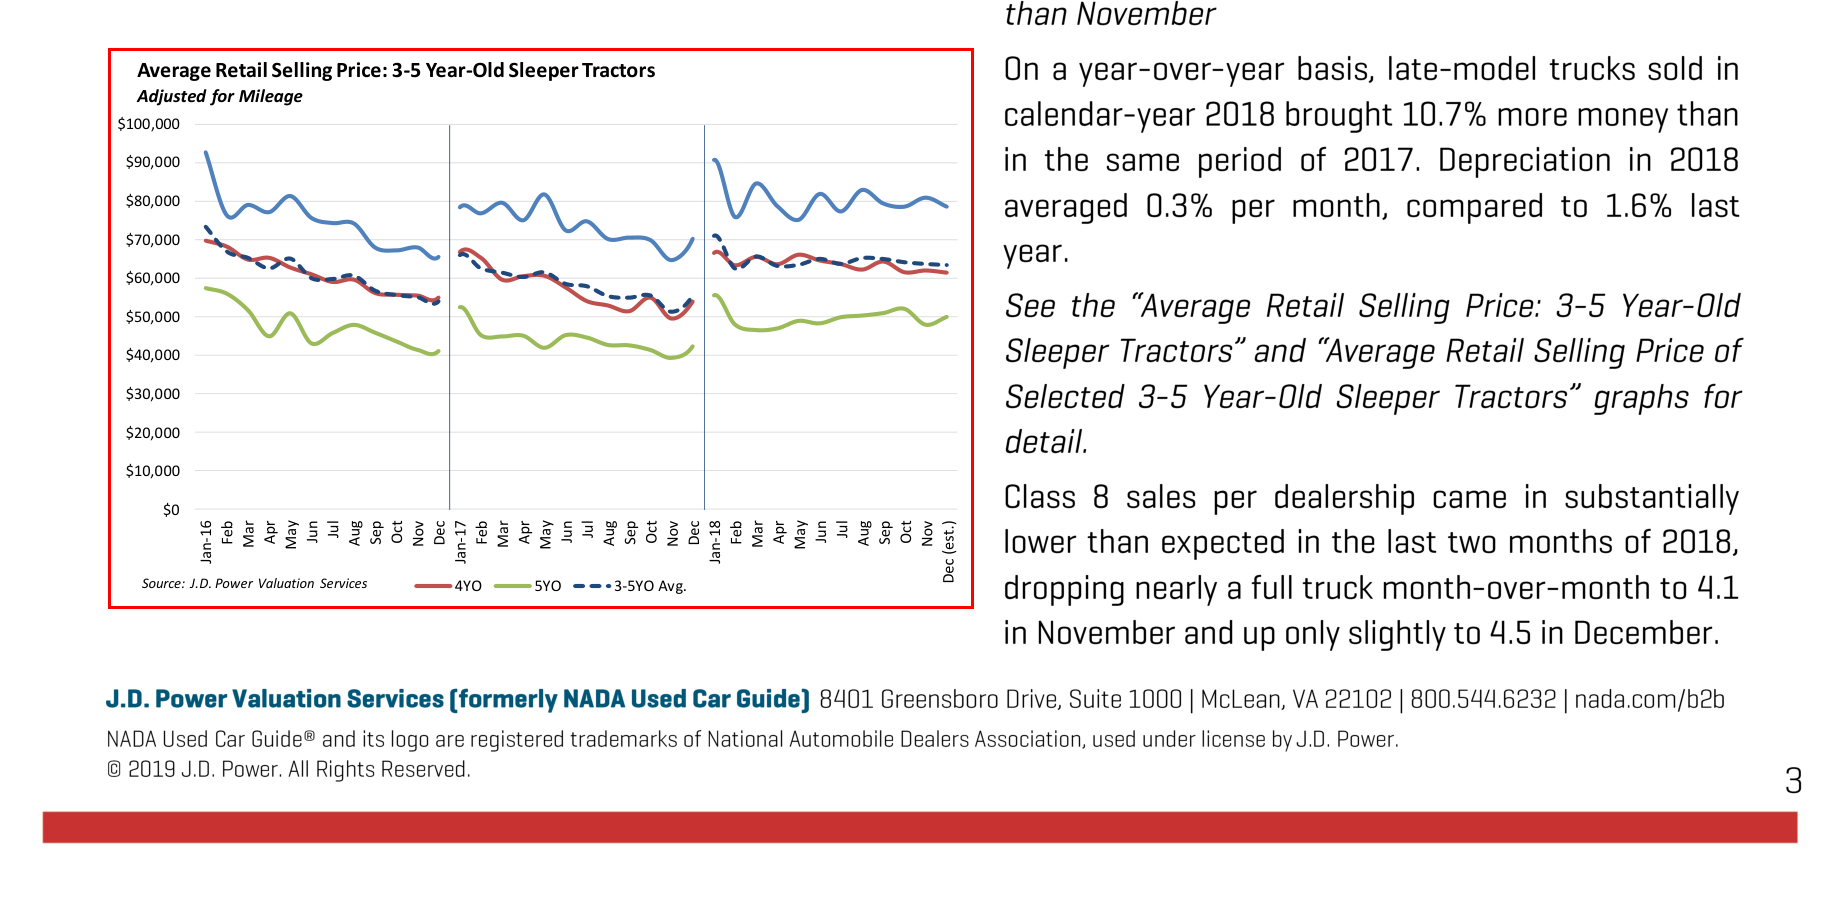 than November
Average Retail Selling Price: 3-5 Year-Old Sleeper Tractors
Adjusted for Mileage
$100,000
$90,000
$80,000
$70,000
$60,000
$50,000
$40,000
$30,000
$20,000
$10,000
$0
Jan-16 Feb Mar Apr May Jun Jul Aug Sep Oct Nov Dec Jan-17 Feb Mar Apr May Jun Jul Aug Sep Oct Nov Dec Jan-18 Feb Mar Apr May Jun Jul Aug Sep Oct Nov Dec (est.)
Source: J.D. Power Valuation Services 4YO 5YO 3-5YO Avg.
On a year-over-year basis, late-model trucks sold in
calendar-year 2018 brought 10.7% more money than
in the same period of 2017. Depreciation in 2018
averaged 0.3% per month, compared to 1.6% last
year.
See the “Average Retail Selling Price: 3-5 Year-Old
Sleeper Tractors” and “Average Retail Selling Price of
Selected 3-5 Year-Old Sleeper Tractors” graphs for
detail.
Class 8 sales per dealership came in substantially
lower than expected in the last two months of 2018,
dropping nearly a full truck month-over-month to 4.1
in November and up only slightly to 4.5 in December.
J.D. Power Valuation Services (formerly NADA Used Car Guide) 8401 Greensboro Drive, Suite 1000 | McLean, VA 22102 | 800.544.6232 | nada.com/b2b
NADA Used Car Guide® and its logo are registered trademarks of National Automobile Dealers Association, used under license by J.D. Power.
© 2019 J.D. Power. All Rights Reserved.
3